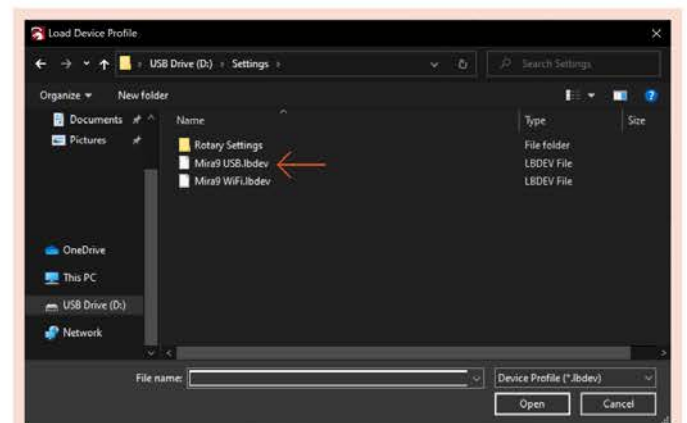 Load Device Profile
USB Drive (D:) › Settings ›
Search Settings
Organize
New folder
Name
Type
Size
Documents
Pictures
OneDrive
This PC
USB Drive (D:)
Network
Rotary Settings
File folder
Mira9 USB.lbdev
LBDEV File
Mira9 WiFi.lbdev
LBDEV File
File name:
Device Profile (*.lbdev)
Open
Cancel